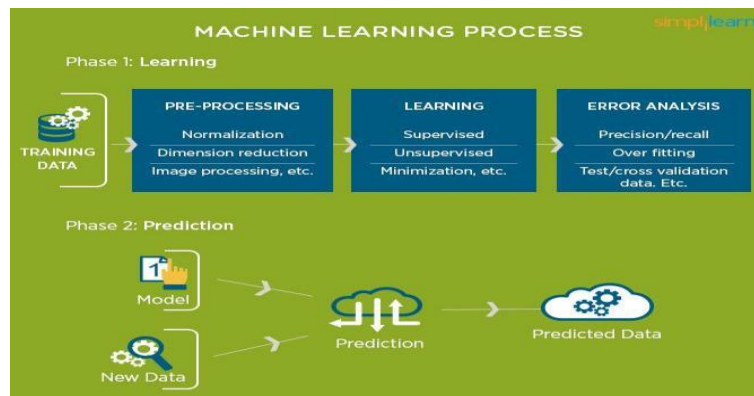 simplilearn
MACHINE LEARNING PROCESS
Phase 1: Learning
TRAINING
DATA
PRE-PROCESSING
Normalization
Dimension reduction
Image processing, etc.
LEARNING
Supervised
Unsupervised
Minimization, etc.
ERROR ANALYSIS
Precision/recall
Over fitting
Test/cross validation
data. Etc.
Phase 2: Prediction
1
Model
New Data
Prediction
Predicted Data